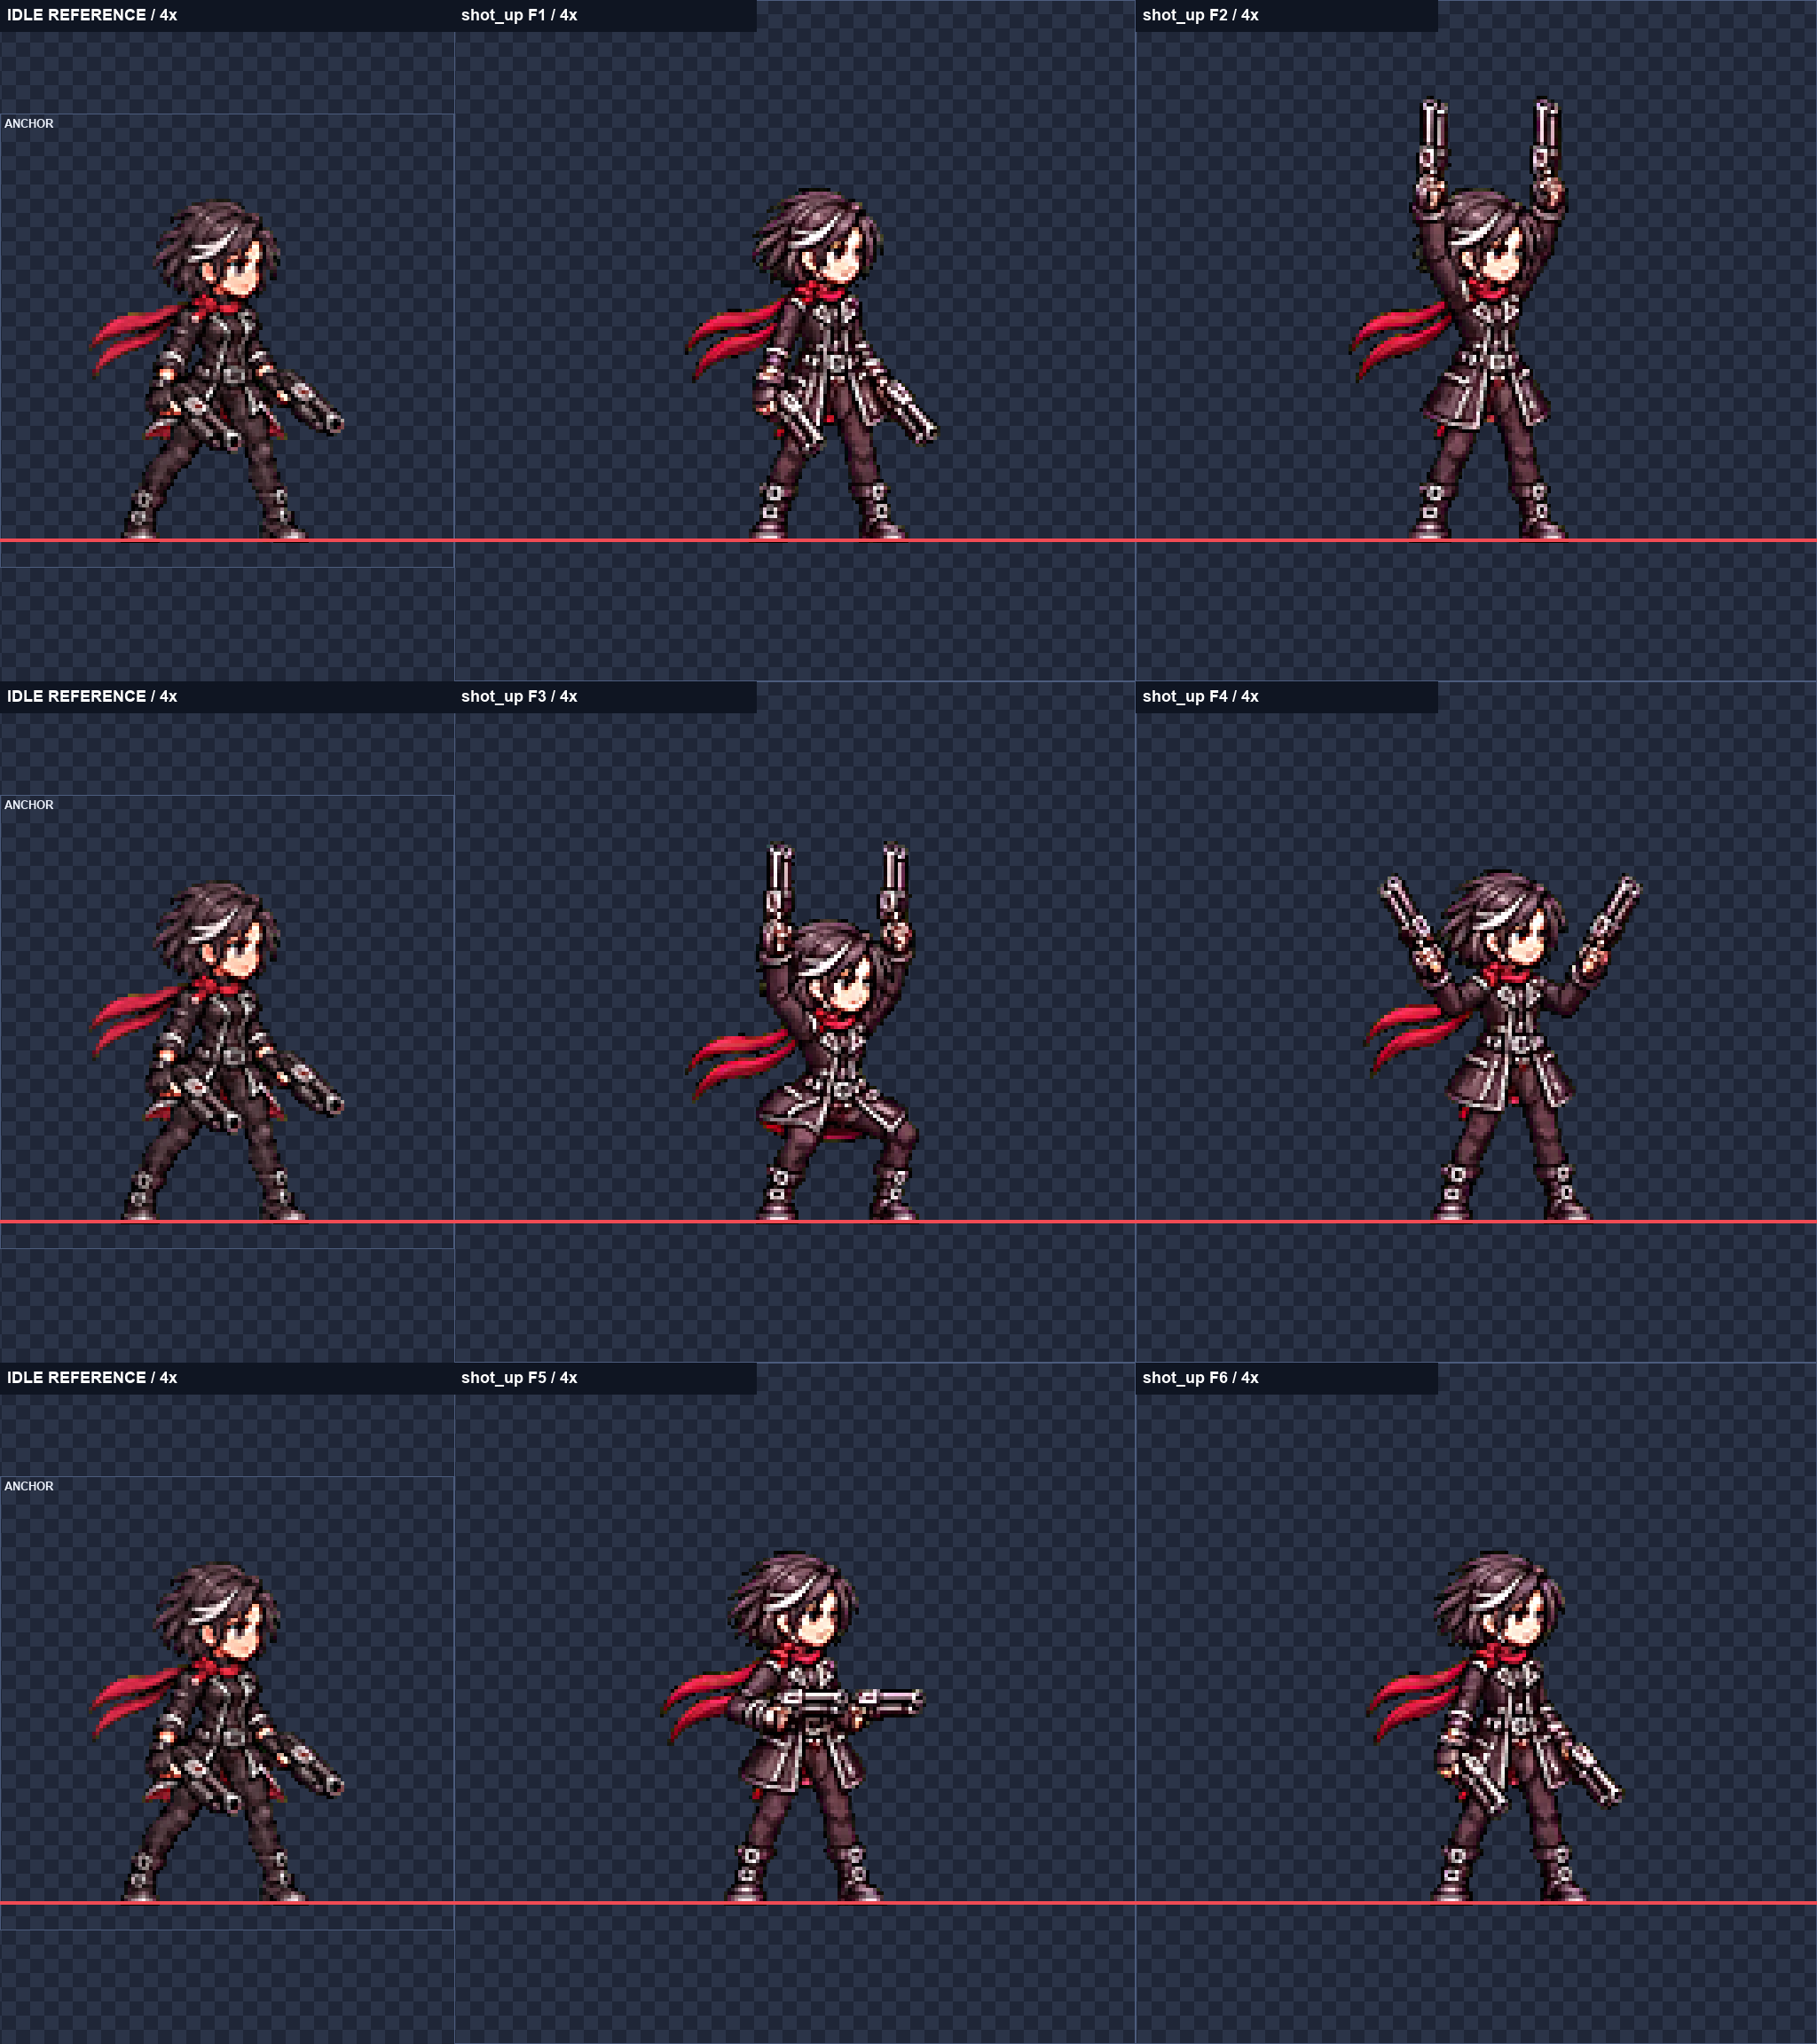 IDLE REFERENCE / 4x
shot_up F1 / 4x
shot_up F2 / 4x
ANCHOR
IDLE REFERENCE / 4x
shot_up F3 / 4x
shot_up F4 / 4x
ANCHOR
IDLE REFERENCE / 4x
shot_up F5 / 4x
shot_up F6 / 4x
ANCHOR